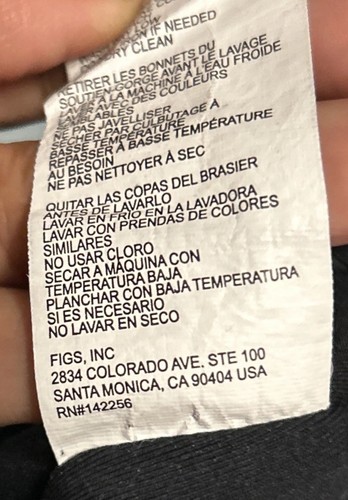 IF NEEDED
DRY CLEAN
RETIRER LES BONNETS DU
SOUTIEN-GORGE AVANT LE LAVAGE
LAVER À LA MACHINE À L'EAU FROIDE
AVEC DES COULEURS
NE PAS JAVELLISER
SÉCHER PAR CULBUTAGE À
BASSE TEMPÉRATURE
REPASSER À BASSE TEMPÉRATURE
AU BESOIN
NE PAS NETTOYER À SEC
QUITAR LAS COPAS DEL BRASIER
ANTES DE LAVARLO
LAVAR EN FRÍO EN LA LAVADORA
LAVAR CON PRENDAS DE COLORES
SIMILARES
NO USAR CLORO
SECAR A MÁQUINA CON
TEMPERATURA BAJA
PLANCHAR CON BAJA TEMPERATURA
SI ES NECESARIO
NO LAVAR EN SECO
FIGS, INC
2834 COLORADO AVE. STE 100
SANTA MONICA, CA 90404 USA
RN#142256